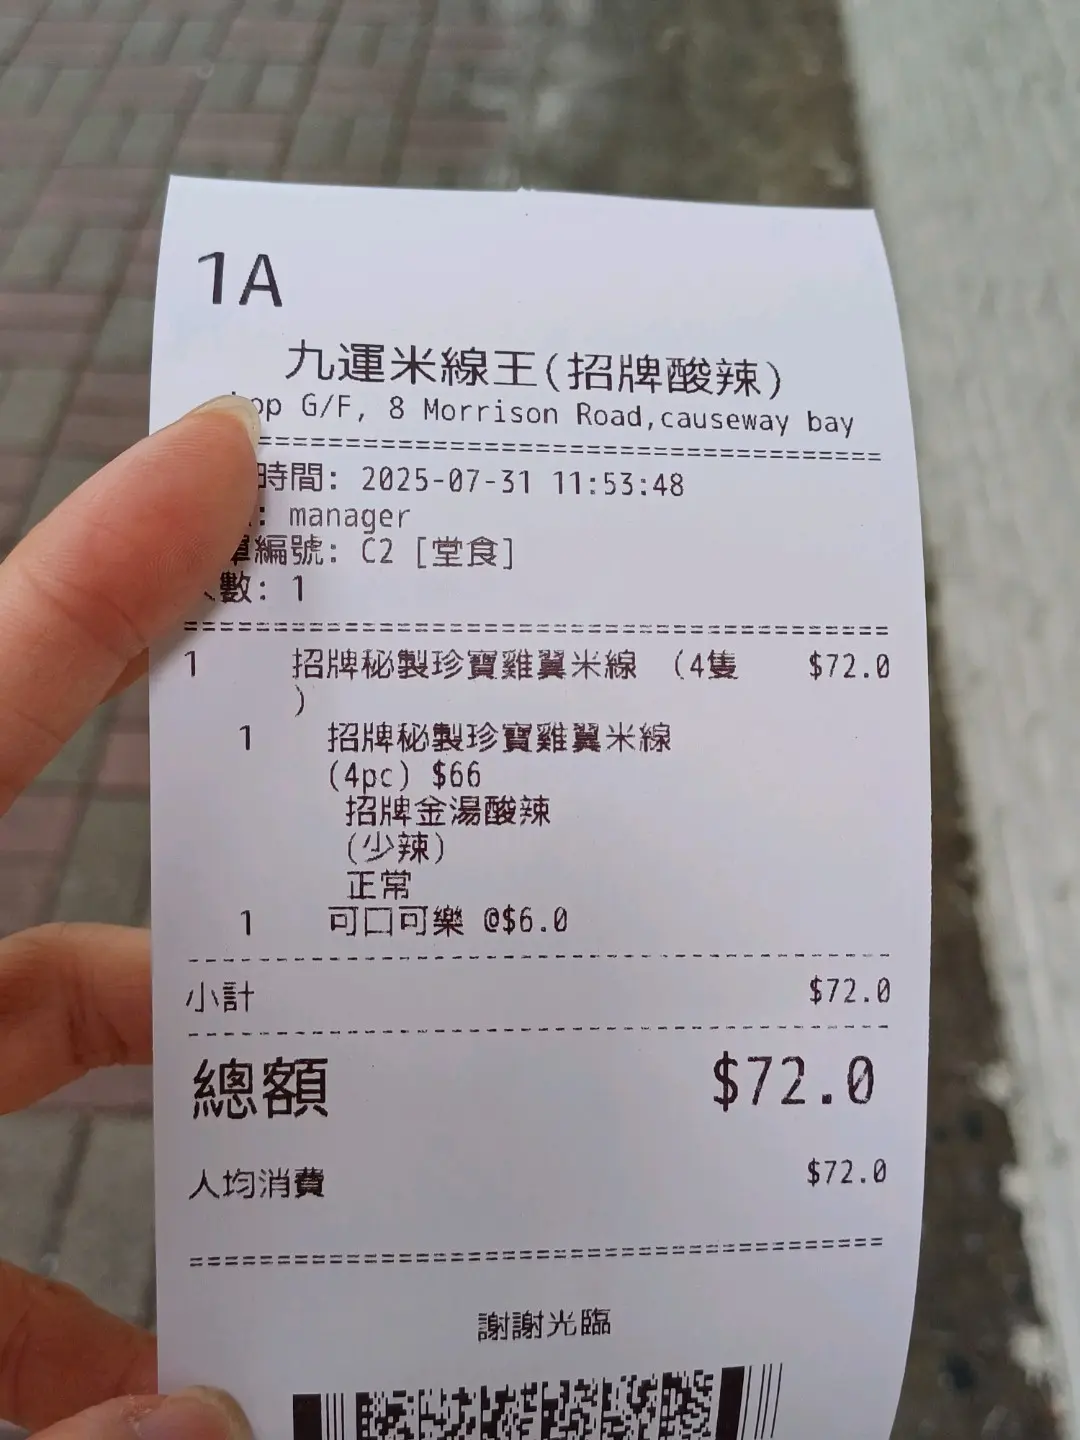 1A
九運米線王(招牌酸辣)
G/F, 8 Morrison Road,causeway bay
時間: 2025-07-31 11:53:48
: manager
單編號: C2 [堂食]
人數: 1
1 招牌秘製珍寶雞翼米線 (4隻 $72.0
)
1 招牌秘製珍寶雞翼米線
(4pc) $66
招牌金湯酸辣
(少辣)
正常
1 可口可樂 @$6.0
小計 $72.0
總額 $72.0
人均消費 $72.0
謝謝光臨